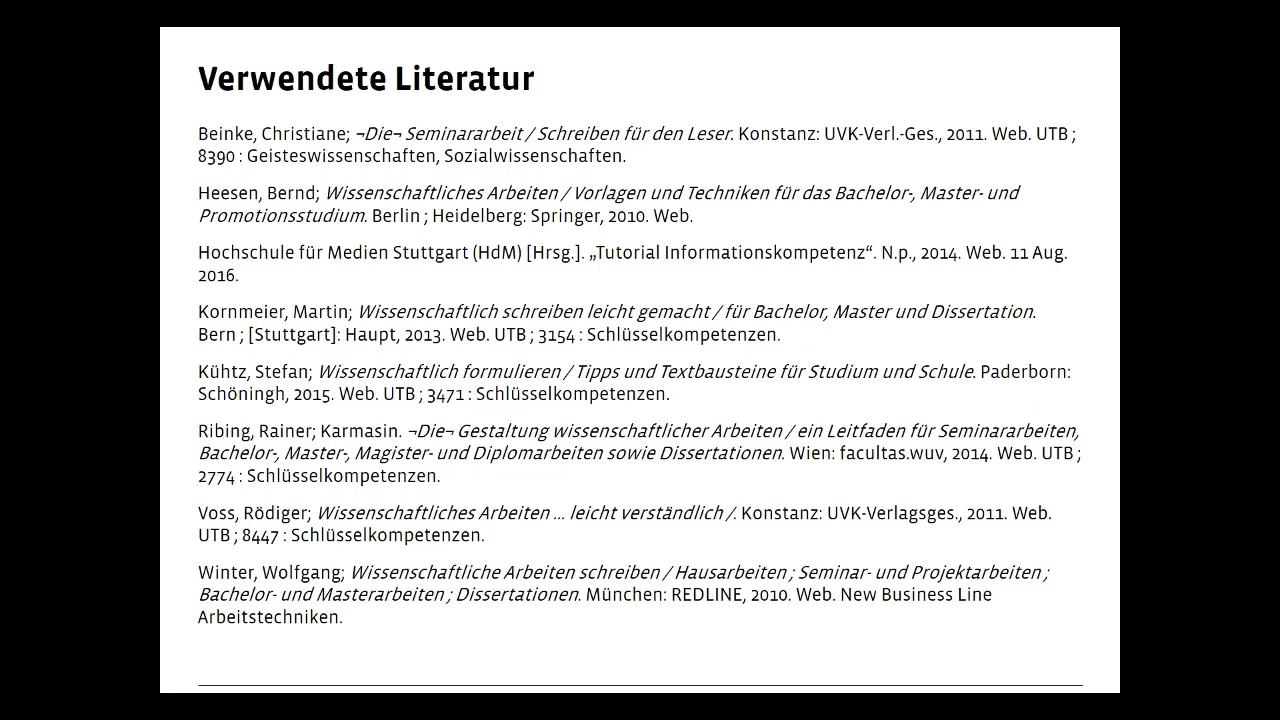 Verwendete Literatur
Beinke, Christiane; ¬Die¬ Seminararbeit / Schreiben für den Leser. Konstanz: UVK-Verl.-Ges., 2011. Web. UTB ;
8390 : Geisteswissenschaften, Sozialwissenschaften.
Heesen, Bernd; Wissenschaftliches Arbeiten / Vorlagen und Techniken für das Bachelor-, Master- und
Promotionsstudium. Berlin ; Heidelberg: Springer, 2010. Web.
Hochschule für Medien Stuttgart (HdM) [Hrsg.]. „Tutorial Informationskompetenz“. N.p., 2014. Web. 11 Aug.
2016.
Kornmeier, Martin; Wissenschaftlich schreiben leicht gemacht / für Bachelor, Master und Dissertation.
Bern ; [Stuttgart]: Haupt, 2013. Web. UTB ; 3154 : Schlüsselkompetenzen.
Kühtz, Stefan; Wissenschaftlich formulieren / Tipps und Textbausteine für Studium und Schule. Paderborn:
Schöningh, 2015. Web. UTB ; 3471 : Schlüsselkompetenzen.
Ribing, Rainer; Karmasin. ¬Die¬ Gestaltung wissenschaftlicher Arbeiten / ein Leitfaden für Seminararbeiten,
Bachelor-, Master-, Magister- und Diplomarbeiten sowie Dissertationen. Wien: facultas.wuv, 2014. Web. UTB ;
2774 : Schlüsselkompetenzen.
Voss, Rödiger; Wissenschaftliches Arbeiten ... leicht verständlich /. Konstanz: UVK-Verlagsges., 2011. Web.
UTB ; 8447 : Schlüsselkompetenzen.
Winter, Wolfgang; Wissenschaftliche Arbeiten schreiben / Hausarbeiten ; Seminar- und Projektarbeiten ;
Bachelor- und Masterarbeiten ; Dissertationen. München: REDLINE, 2010. Web. New Business Line
Arbeitstechniken.